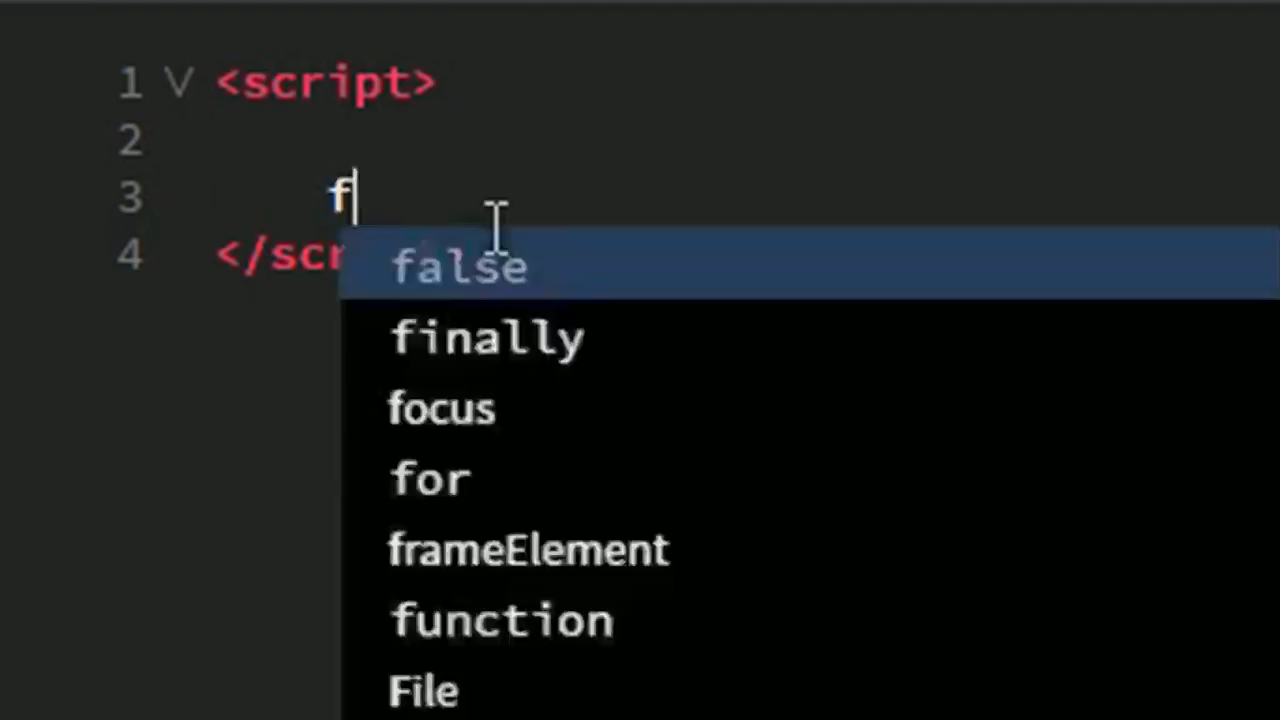 1 <script>
2
3 f
4 </scr
false
finally
focus
for
frameElement
function
File